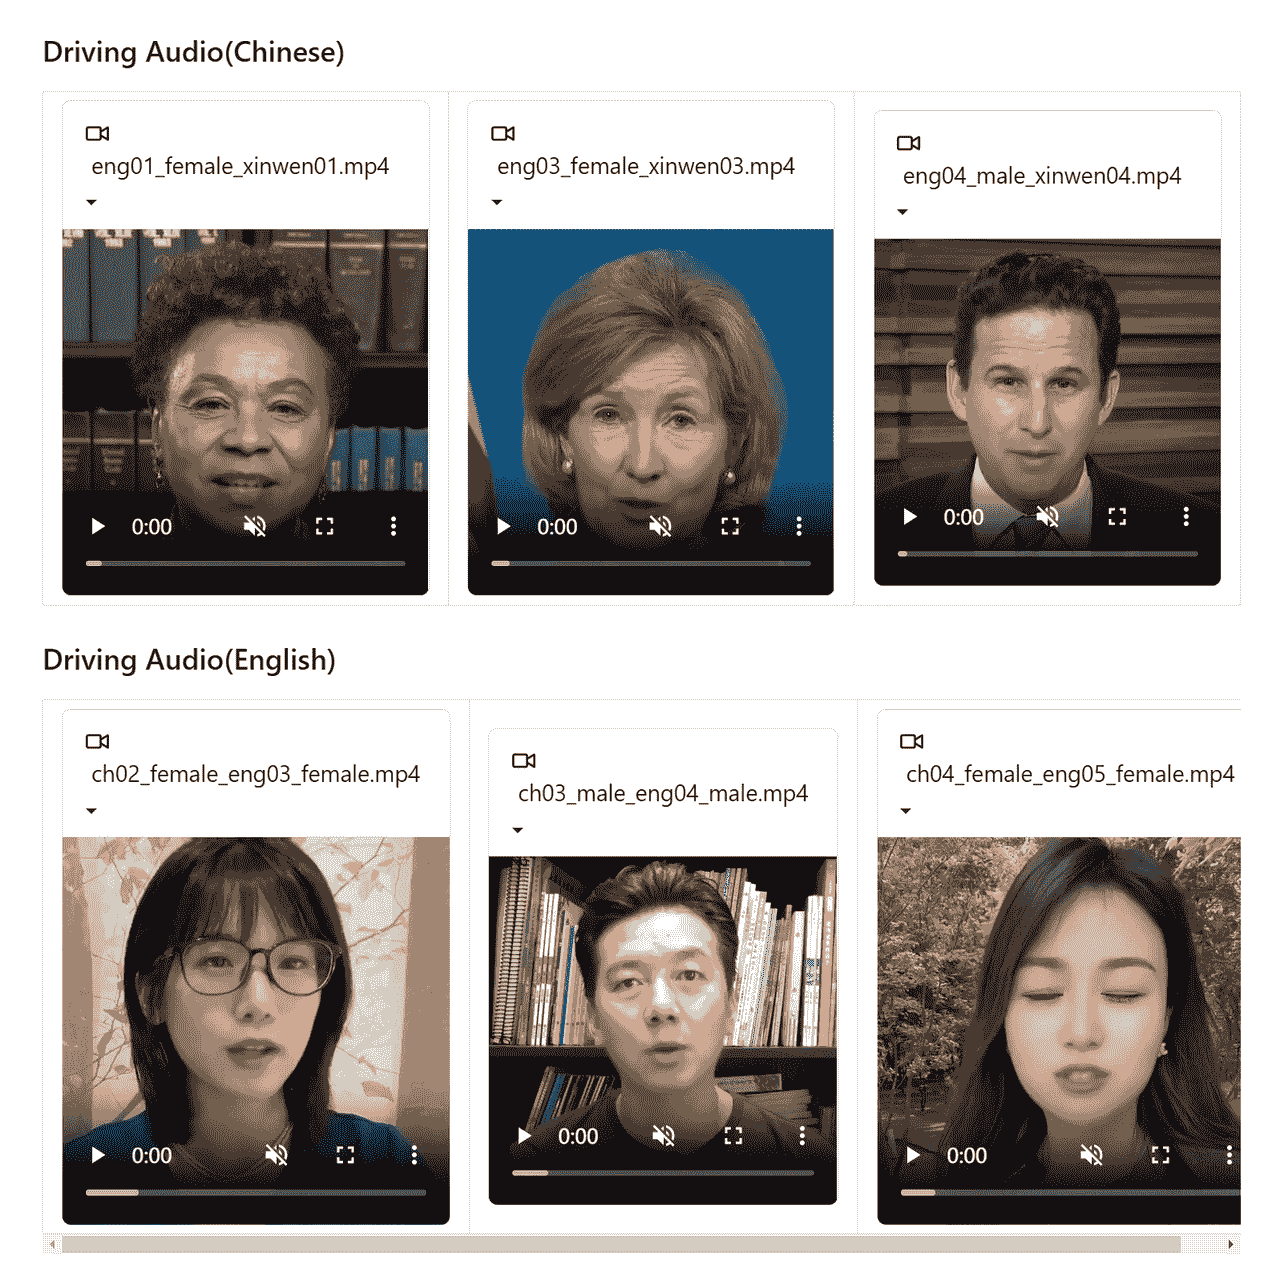 Driving Audio(Chinese)
eng01_female_xinwen01.mp4
eng03_female_xinwen03.mp4
eng04_male_xinwen04.mp4
0:00
0:00
0:00
Driving Audio(English)
ch02_female_eng03_female.mp4
ch03_male_eng04_male.mp4
ch04_female_eng05_female.mp4
0:00
0:00
0:00